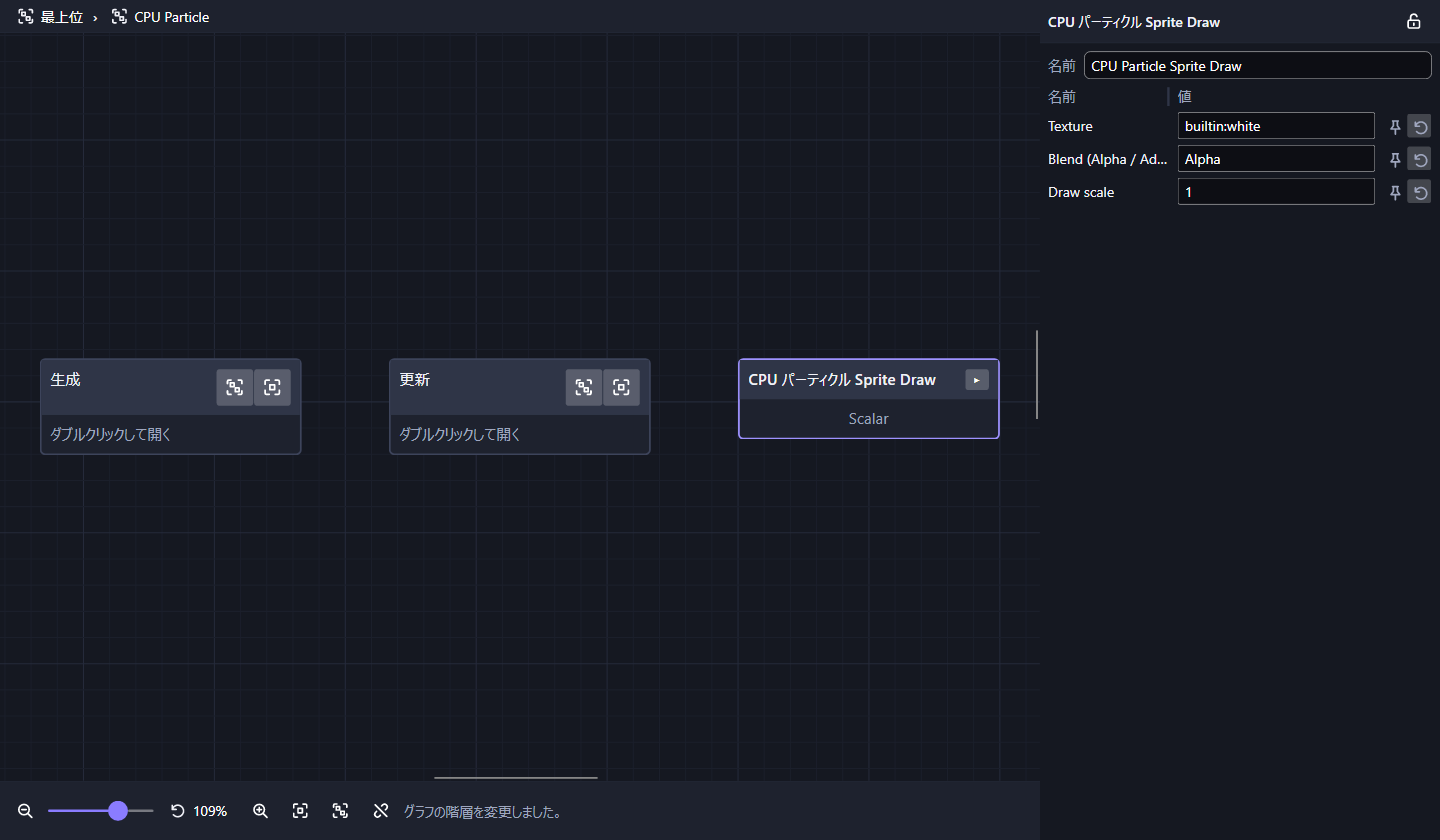 最上位 › CPU Particle
CPU パーティクル Sprite Draw
名前 CPU Particle Sprite Draw
名前 値
Texture builtin:white
Blend (Alpha / Ad... Alpha
Draw scale 1
生成
ダブルクリックして開く
更新
ダブルクリックして開く
CPU パーティクル Sprite Draw
Scalar
109% グラフの階層を変更しました。